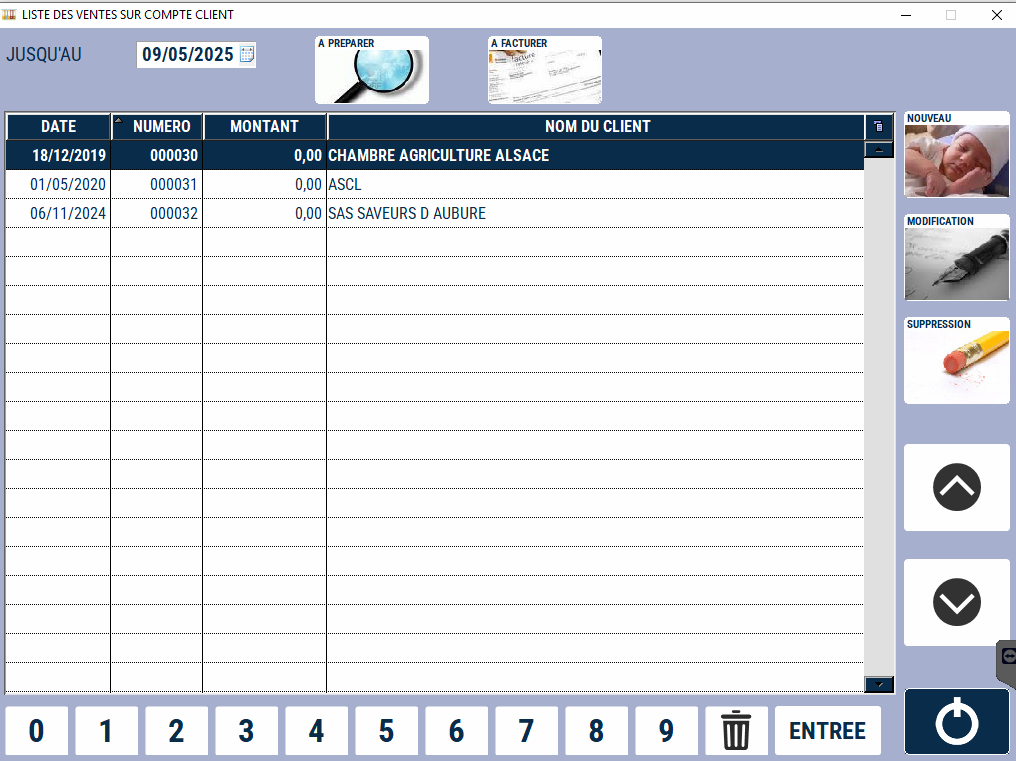 LISTE DES VENTES SUR COMPTE CLIENT
JUSQU'AU 09/05/2025 A PREPARER A FACTURER
DATE NUMERO MONTANT NOM DU CLIENT
18/12/2019 000030 0,00 CHAMBRE AGRICULTURE ALSACE
01/05/2020 000031 0,00 ASCL
06/11/2024 000032 0,00 SAS SAVEURS D AUBURE
NOUVEAU
MODIFICATION
SUPPRESSION
0 1 2 3 4 5 6 7 8 9 ENTREE